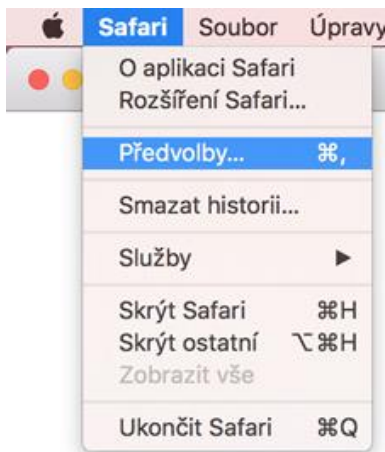 Safari Soubor Úpravy
O aplikaci Safari
Rozšíření Safari...
Předvolby... ⌘,
Smazat historii...
Služby ▶
Skrýt Safari ⌘H
Skrýt ostatní ⌥⌘H
Zobrazit vše
Ukončit Safari ⌘Q